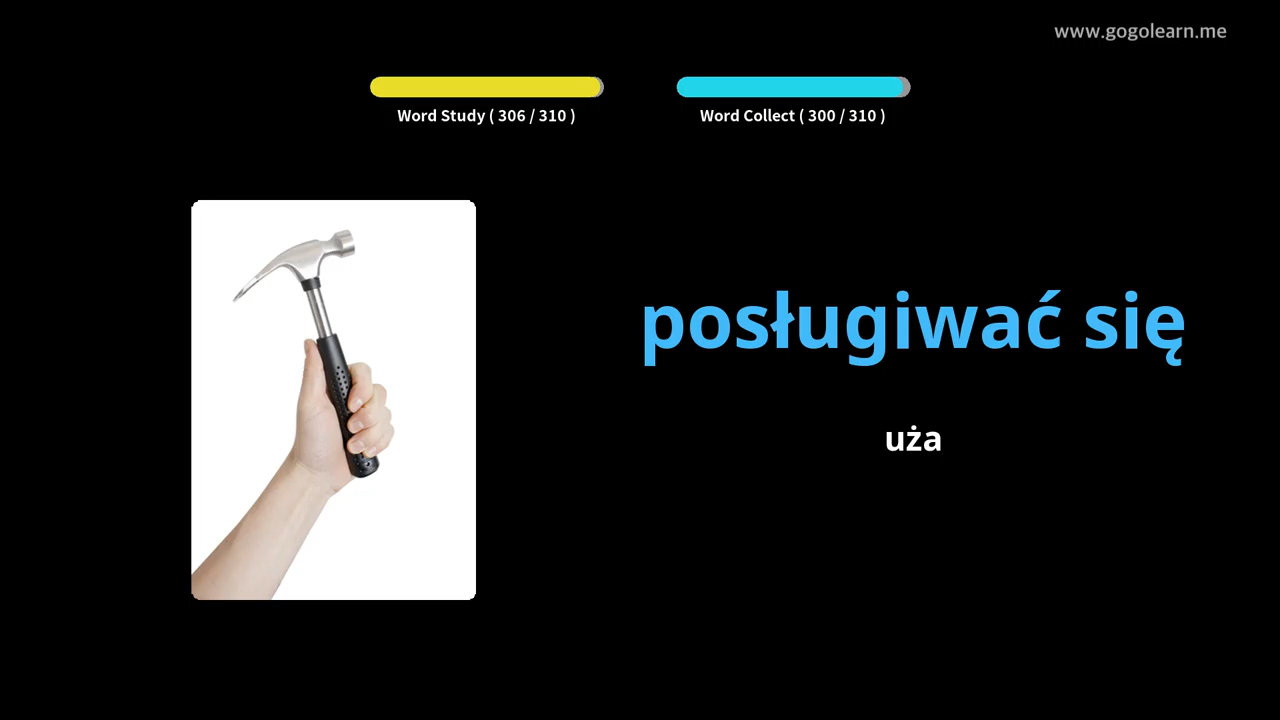 www.gogolearn.me
Word Study ( 306 / 310 )
Word Collect ( 300 / 310 )
posługiwać się
uża